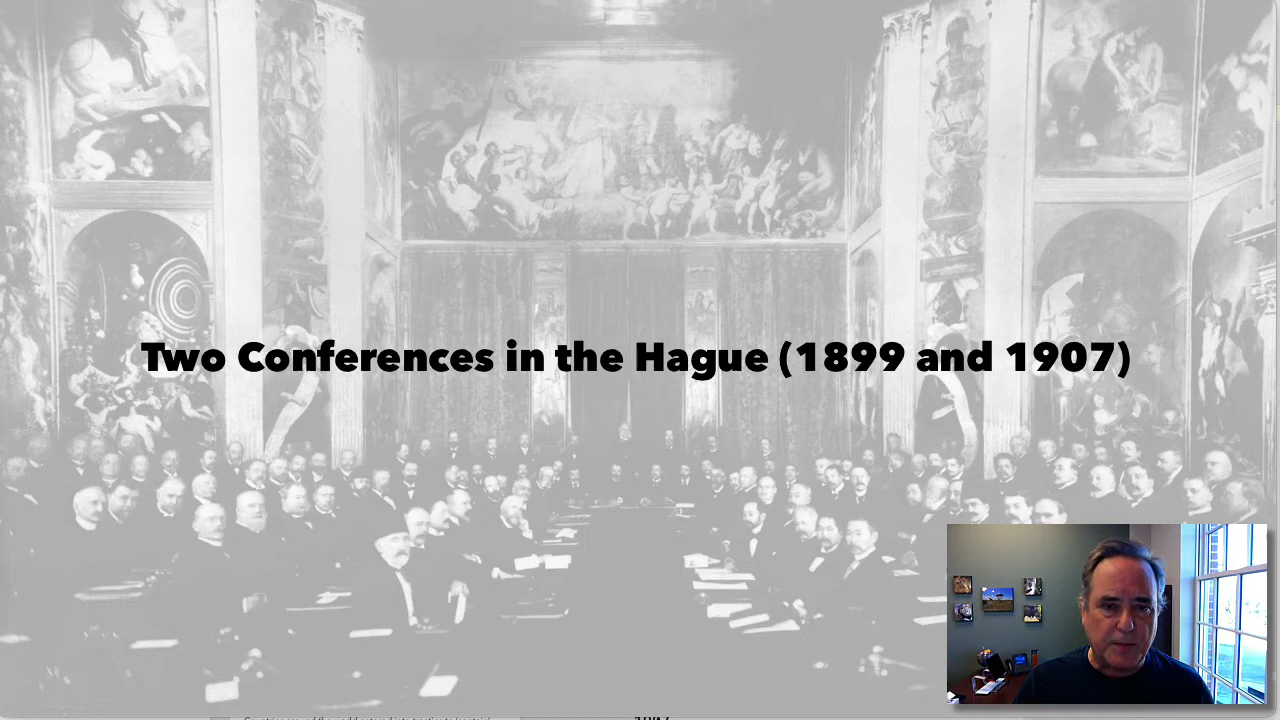 Two Conferences in the Hague (1899 and 1907)